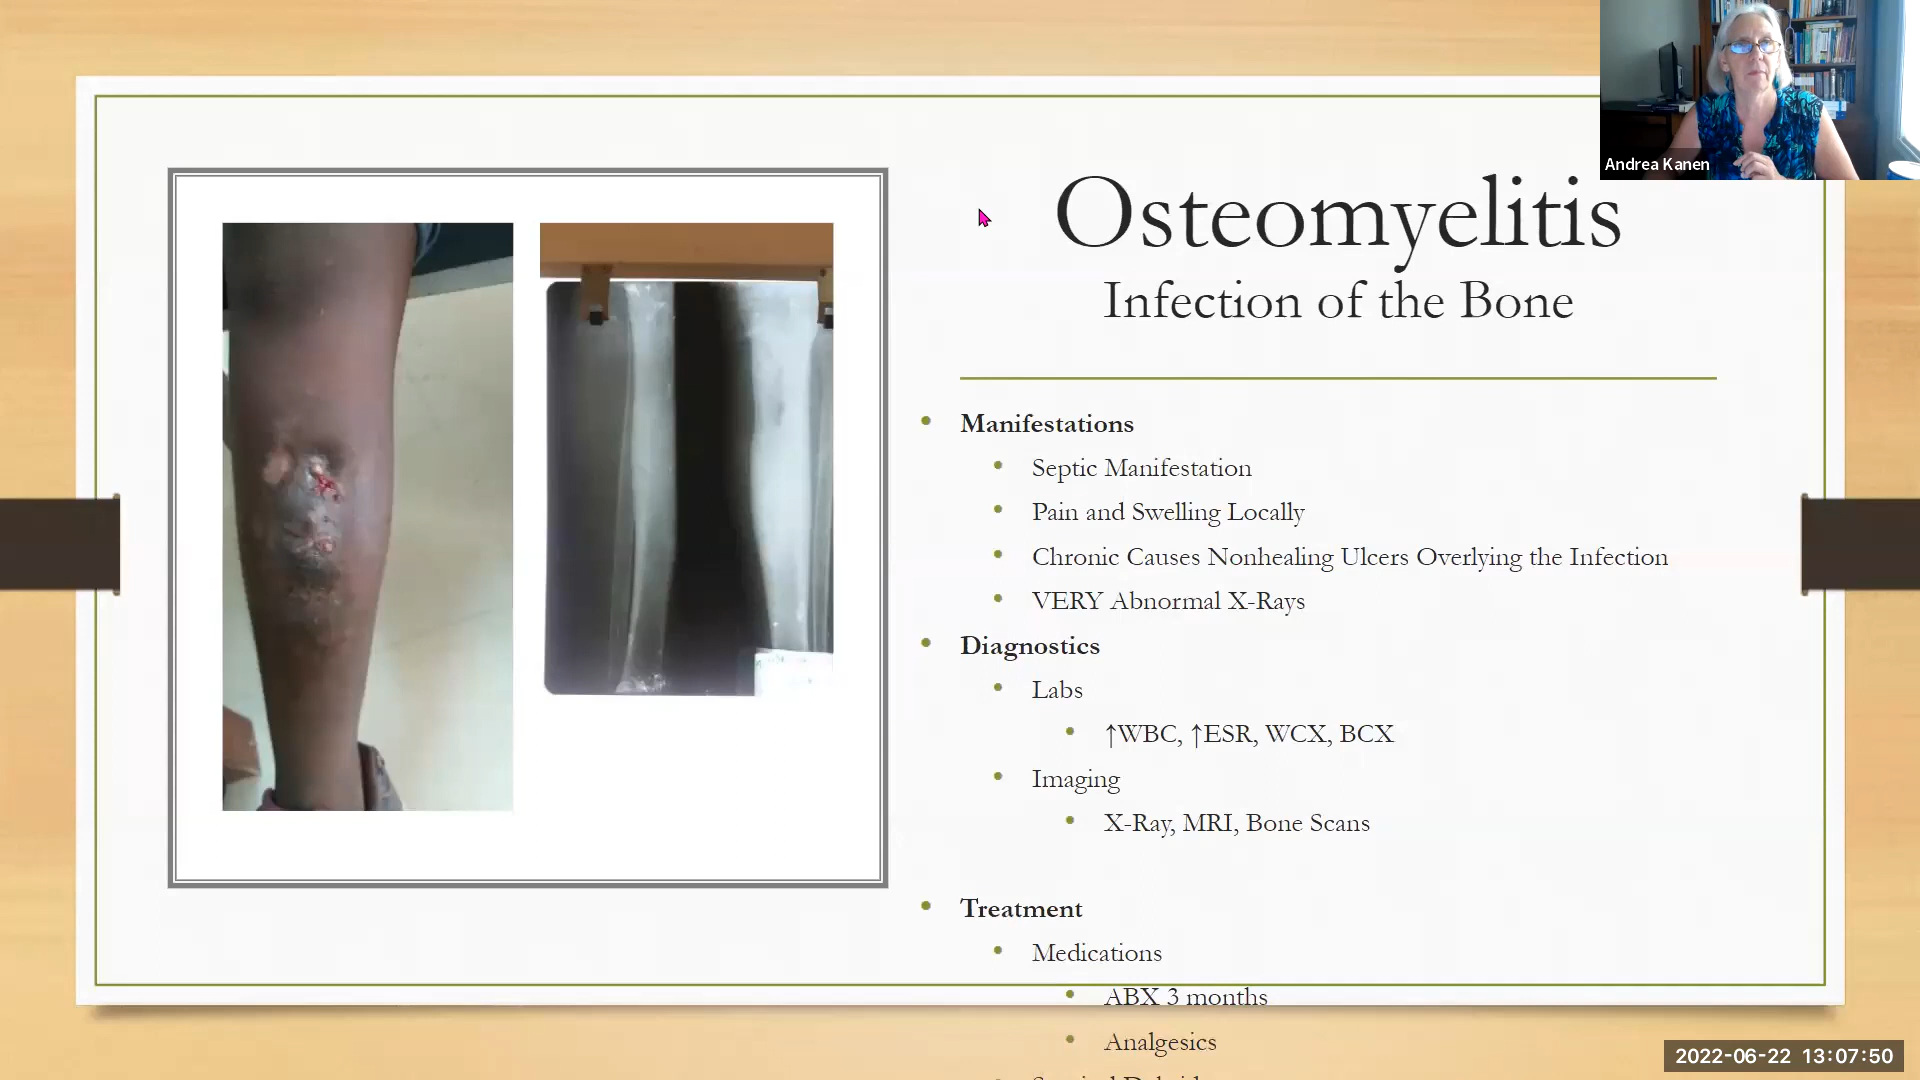 Andrea Kanen
Osteomyelitis
Infection of the Bone
• Manifestations
• Septic Manifestation
• Pain and Swelling Locally
• Chronic Causes Nonhealing Ulcers Overlying the Infection
• VERY Abnormal X-Rays
• Diagnostics
• Labs
• ↑WBC, ↑ESR, WCX, BCX
• Imaging
• X-Ray, MRI, Bone Scans
• Treatment
• Medications
• ABX 3 months
• Analgesics
2022-06-22 13:07:50